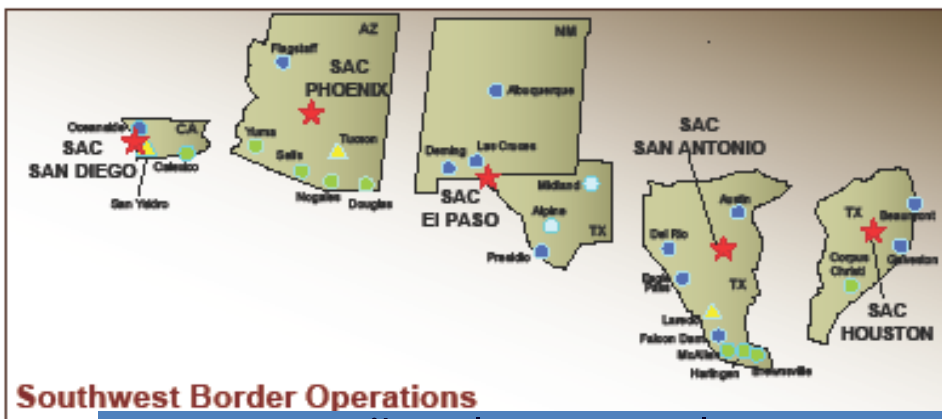 AZ
Flagstaff
SAC
PHOENIX
Yuma
Tucson
Sells
Nogales
Douglas
Oceanside
CA
SAC
SAN DIEGO
Calexico
San Ysidro
NM
Albuquerque
Deming
Las Cruces
SAC
El PASO
Midland
Alpine
TX
Presidio
SAC
SAN ANTONIO
Austin
Del Rio
Eagle
Pass
TX
Laredo
Falcon Dam
McAllen
Harlingen
Brownsville
TX
Beaumont
Galveston
Corpus
Christi
SAC
HOUSTON
Southwest Border Operations